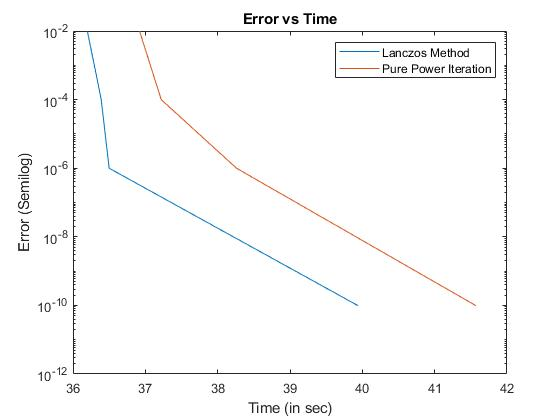 Error vs Time
Lanczos Method
Pure Power Iteration
10^-2
10^-4
10^-6
10^-8
10^-10
10^-12
Error (Semilog)
36 37 38 39 40 41 42
Time (in sec)